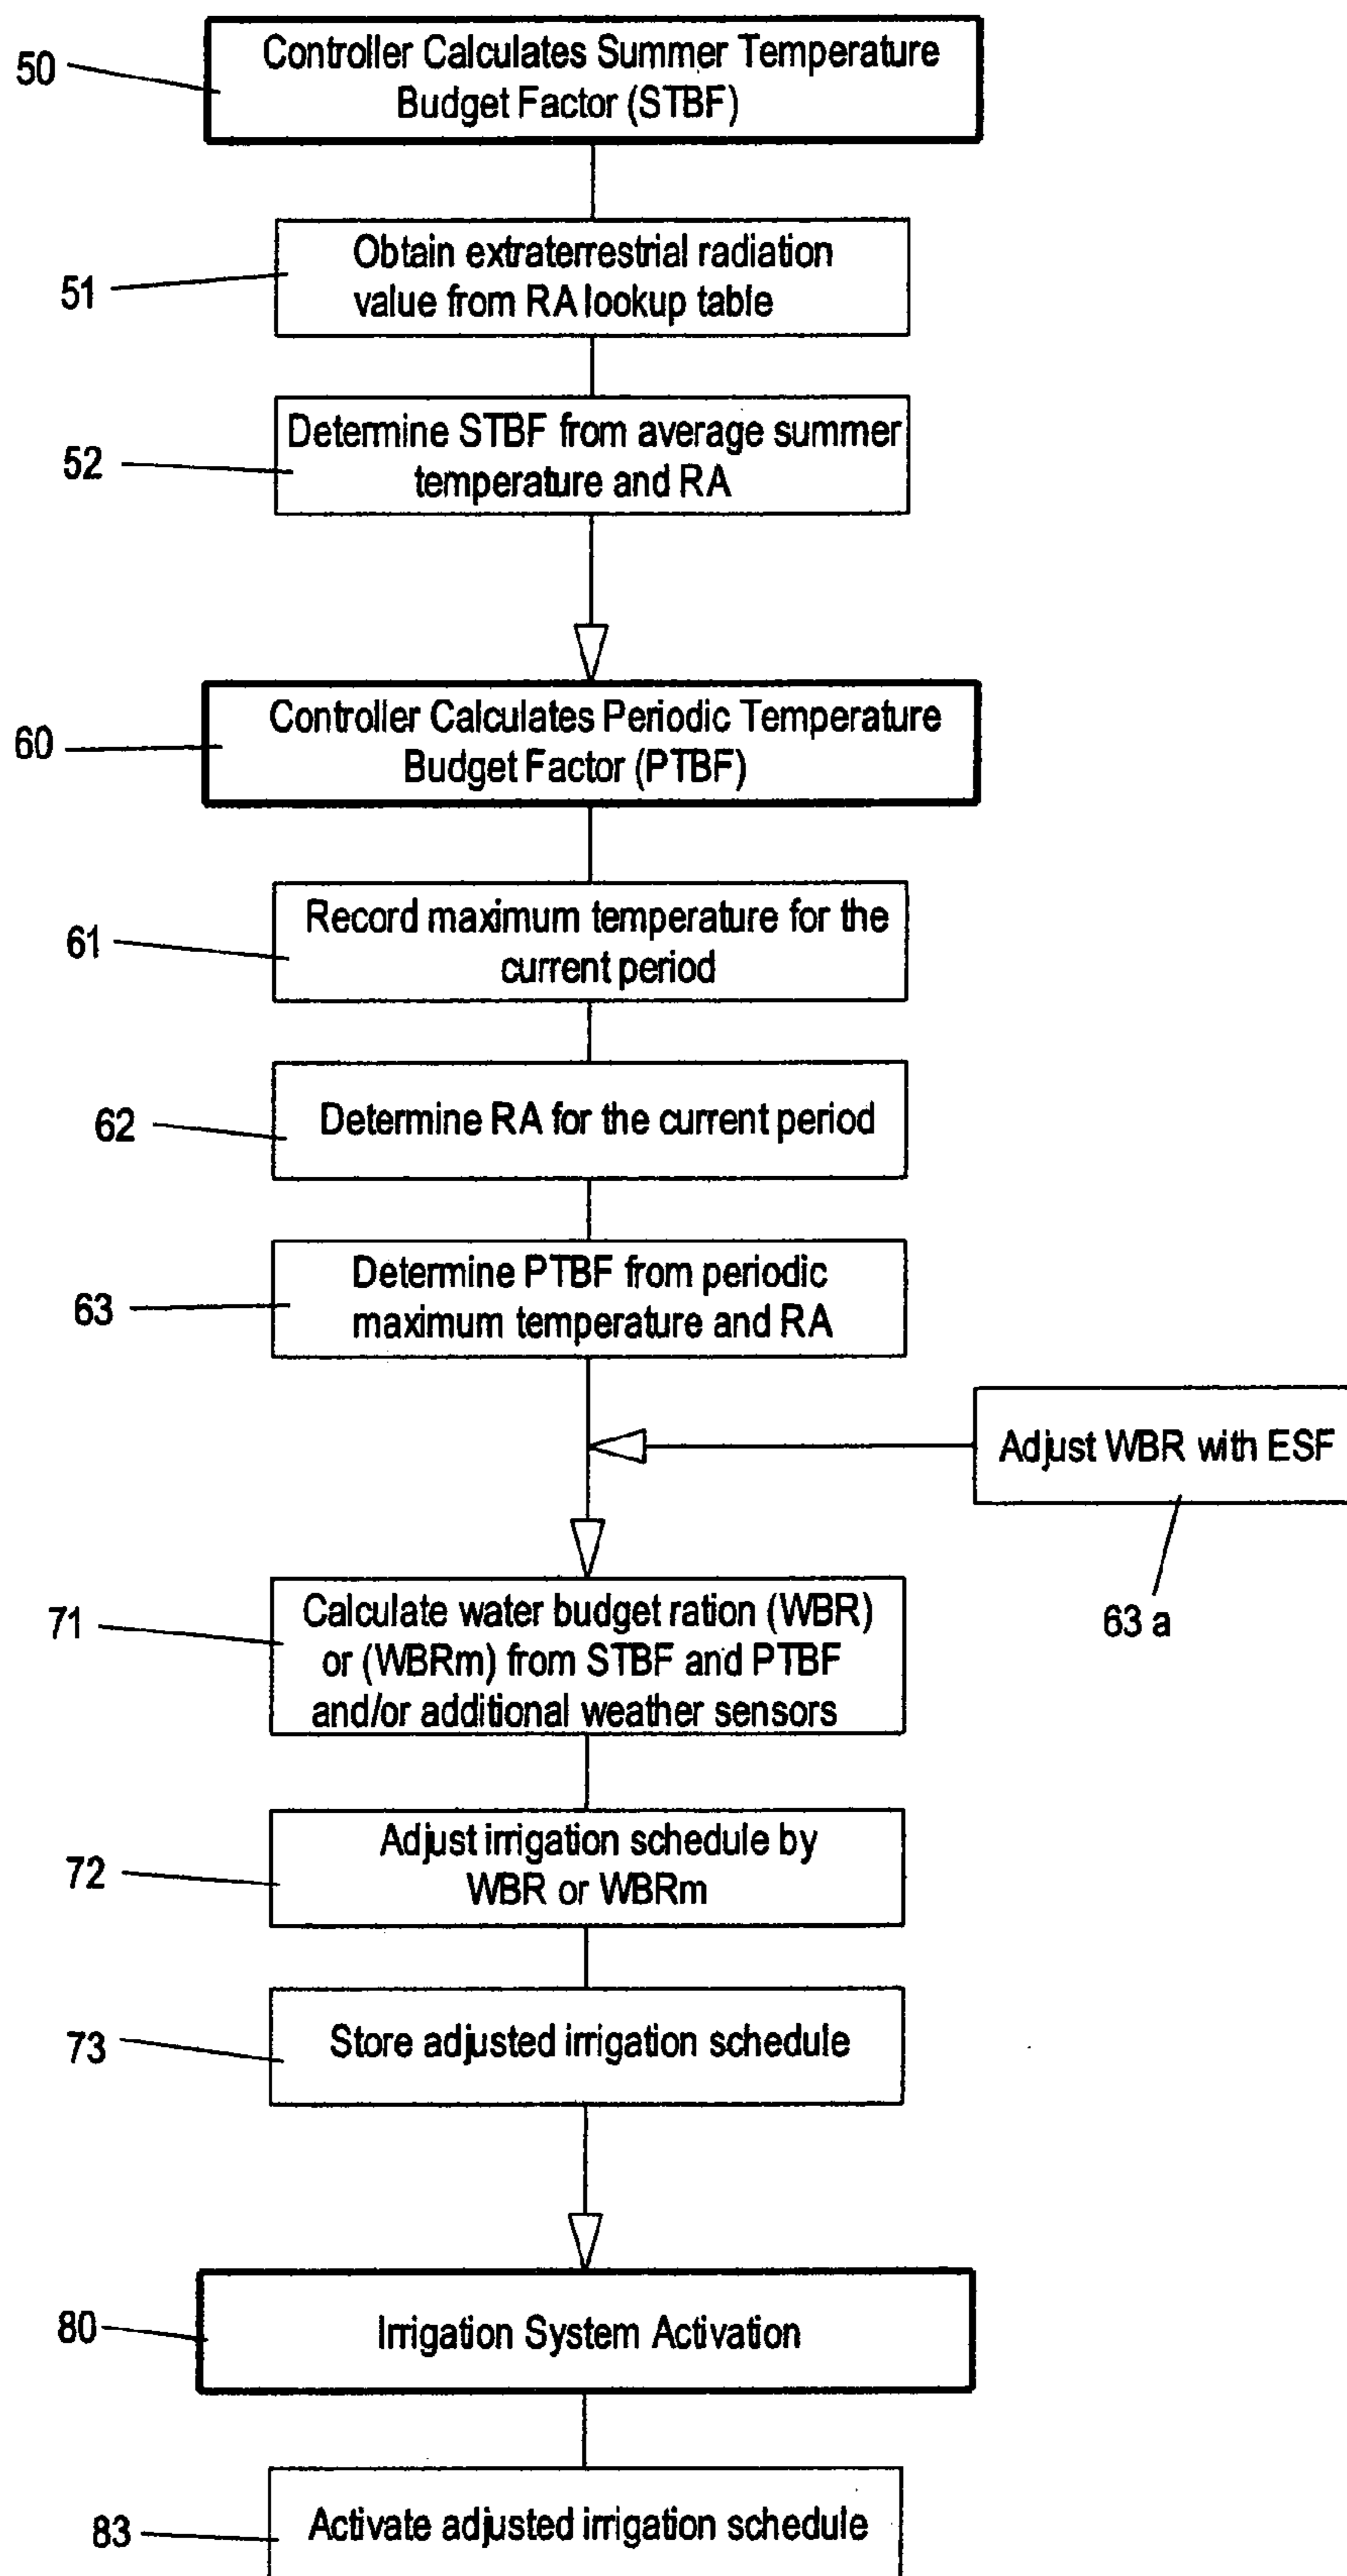 50
Controller Calculates Summer Temperature
Budget Factor (STBF)
51
Obtain extraterrestrial radiation
value from RA lookup table
52
Determine STBF from average summer
temperature and RA
60
Controller Calculates Periodic Temperature
Budget Factor (PTBF)
61
Record maximum temperature for the
current period
62
Determine RA for the current period
63
Determine PTBF from periodic
maximum temperature and RA
Adjust WBR with ESF
63 a
71
Calculate water budget ration (WBR)
or (WBRm) from STBF and PTBF
and/or additional weather sensors
72
Adjust irrigation schedule by
WBR or WBRm
73
Store adjusted irrigation schedule
80
Irrigation System Activation
83
Activate adjusted irrigation schedule